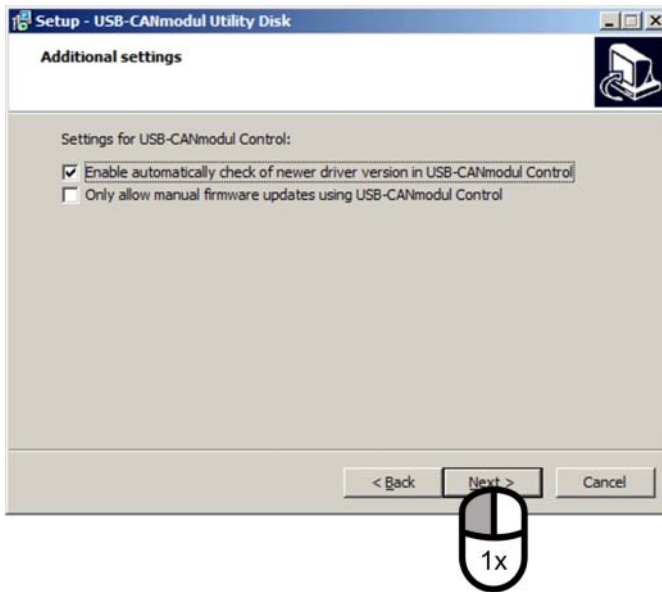 Setup - USB-CANmodul Utility Disk
Additional settings
Settings for USB-CANmodul Control:
Enable automatically check of newer driver version in USB-CANmodul Control
Only allow manual firmware updates using USB-CANmodul Control
< Back Next > Cancel
1x